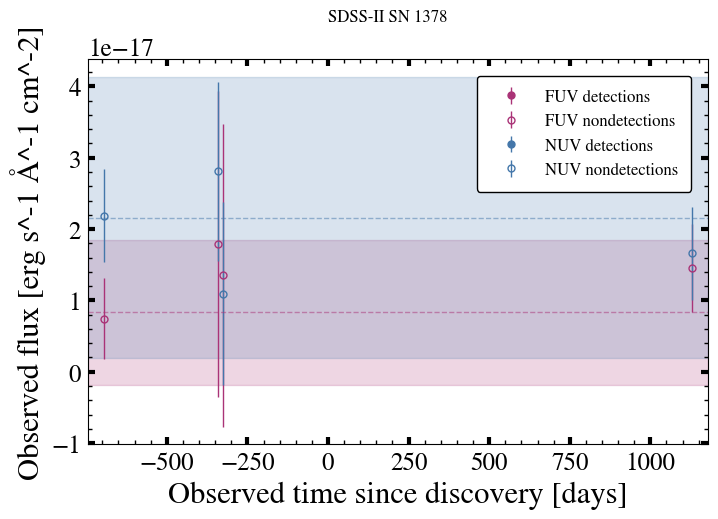 SDSS-II SN 1378
1e−17
FUV detections
FUV nondetections
NUV detections
NUV nondetections
4
3
2
1
0
−1
Observed flux [erg s^-1 Å^-1 cm^-2]
−500 −250 0 250 500 750 1000
Observed time since discovery [days]